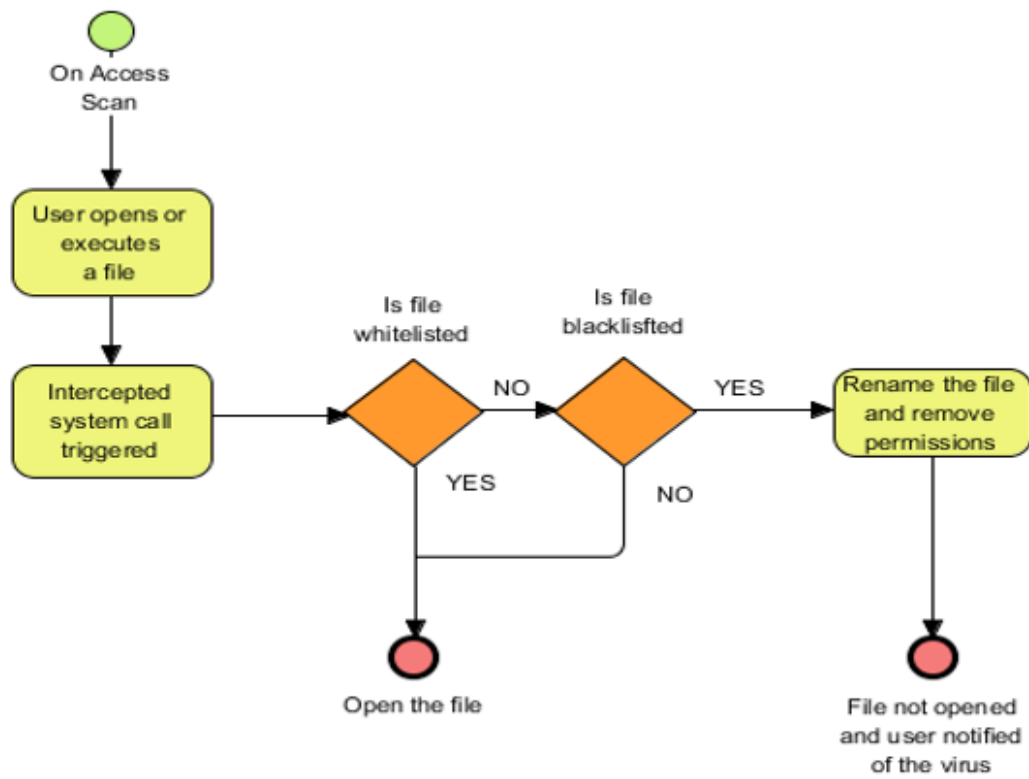 On Access
Scan
User opens or
executes
a file
Intercepted
system call
triggered
Is file
whitelisted
NO
YES
Is file
blacklisfted
YES
NO
Rename the file
and remove
permissions
Open the file
File not opened
and user notified
of the virus